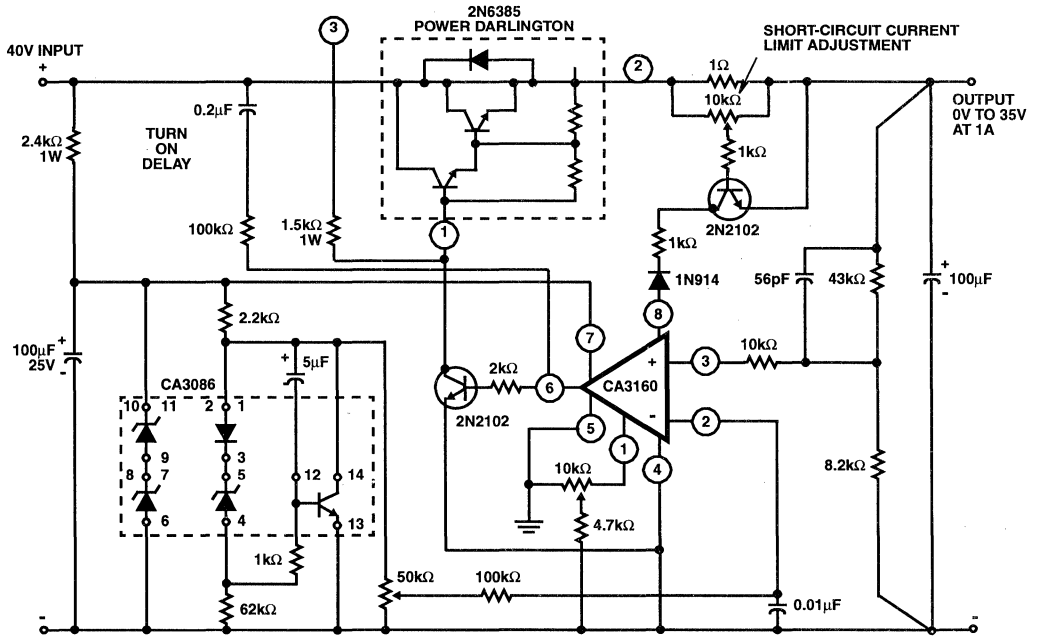 2N6385
POWER DARLINGTON
3
SHORT-CIRCUIT CURRENT
LIMIT ADJUSTMENT
40V INPUT
+
2
1Ω
+
10kΩ
OUTPUT
0V TO 35V
AT 1A
0.2µF
TURN
ON
DELAY
2.4kΩ
1W
1kΩ
100kΩ
1.5kΩ
1W
1
2N2102
1kΩ
1N914
56pF
43kΩ
+
100µF
-
2.2kΩ
8
7
+
100µF
25V
-
+
5µF
CA3086
2kΩ
6
CA3160
+
-
3
10kΩ
2N2102
10 11
2 1
5
2
9
3
1
8 7
5
12
14
10kΩ
4
8.2kΩ
6
4
13
4.7kΩ
1kΩ
50kΩ
100kΩ
62kΩ
0.01µF
-
-